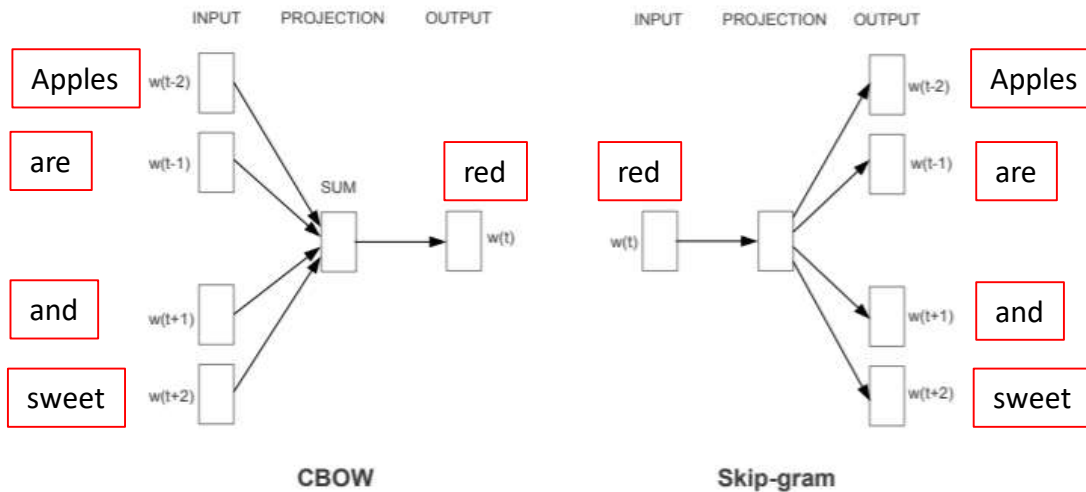 INPUT PROJECTION OUTPUT
Apples w(t-2)
are w(t-1)
SUM
red
w(t)
and w(t+1)
sweet w(t+2)
CBOW
INPUT PROJECTION OUTPUT
w(t-2) Apples
w(t-1) are
red
w(t)
w(t+1) and
w(t+2) sweet
Skip-gram